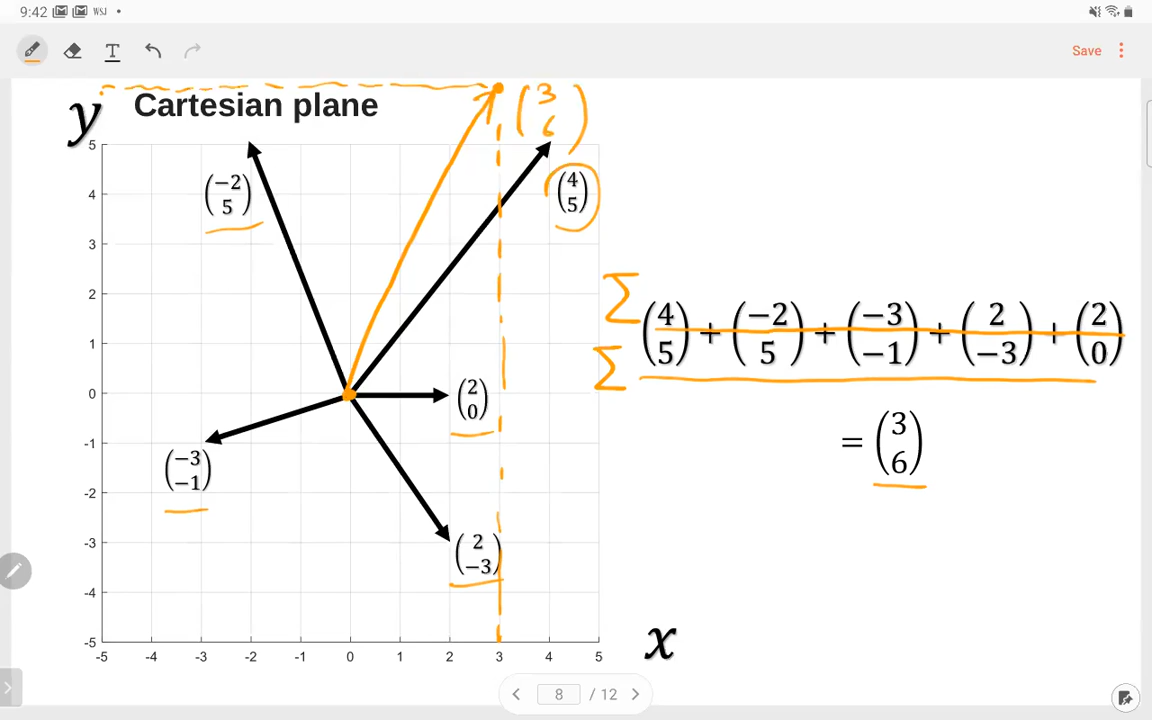 9:42 WSJ
T Save
y Cartesian plane
(3
6)
5
(−2
5)
(4
5)
4
3
2
1
0
-1
-2
-3
-4
-5
(2
0)
(−3
−1)
(2
−3)
-5 -4 -3 -2 -1 0 1 2 3 4 5
x
Σ
Σ
(4
5) + (−2
5) + (−3
−1) + (2
−3) + (2
0)
= (3
6)
8 / 12